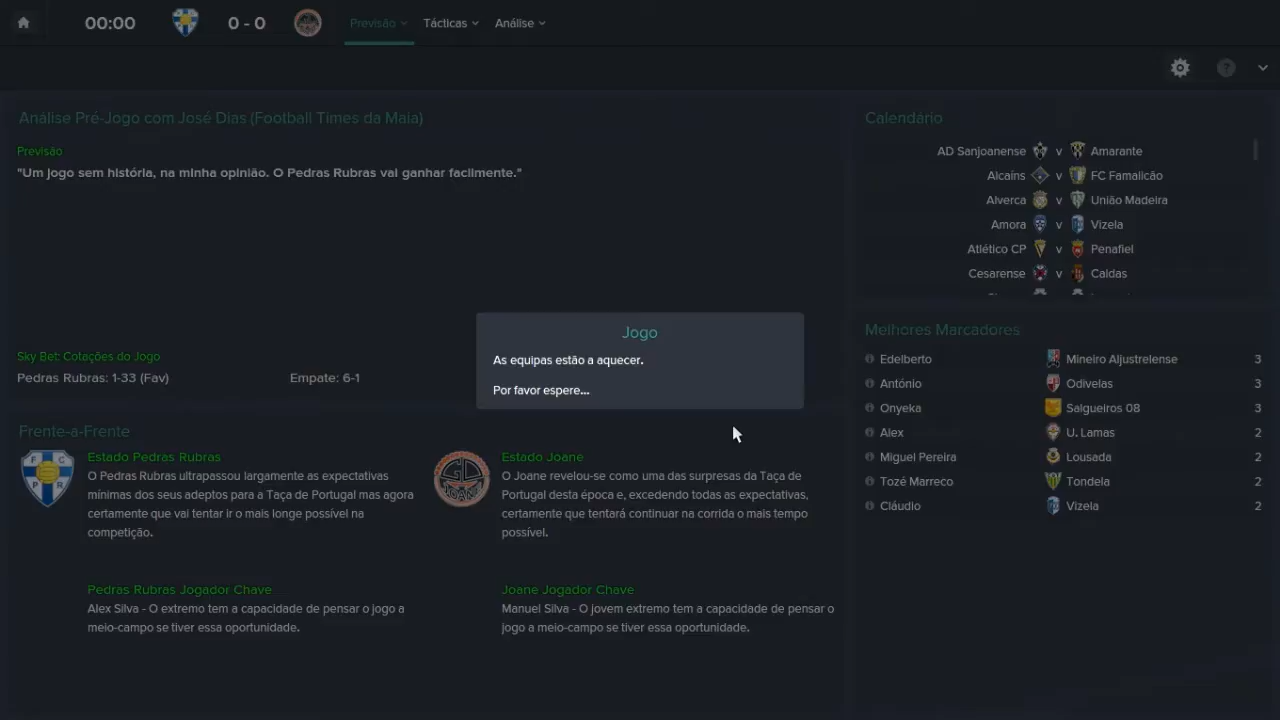 00:00
0 - 0
Previsão
Tácticas
Análise
Análise Pré-Jogo com José Dias (Football Times da Maia)
Previsão
"Um jogo sem história, na minha opinião. O Pedras Rubras vai ganhar facilmente."
Sky Bet: Cotações do Jogo
Pedras Rubras: 1-33 (Fav)
Empate: 6-1
Jogo
As equipas estão a aquecer.
Por favor espere...
Frente-a-Frente
Estado Pedras Rubras
O Pedras Rubras ultrapassou largamente as expectativas
mínimas dos seus adeptos para a Taça de Portugal mas agora
certamente que vai tentar ir o mais longe possível na
competição.
Estado Joane
O Joane revelou-se como uma das surpresas da Taça de
Portugal desta época e, excedendo todas as expectativas,
certamente que tentará continuar na corrida o mais tempo
possível.
Pedras Rubras Jogador Chave
Alex Silva - O extremo tem a capacidade de pensar o jogo a
meio-campo se tiver essa oportunidade.
Joane Jogador Chave
Manuel Silva - O jovem extremo tem a capacidade de pensar o
jogo a meio-campo se tiver essa oportunidade.
Calendário
AD Sanjoanense v Amarante
Alcaíns v FC Famalicão
Alverca v União Madeira
Amora v Vizela
Atlético CP v Penafiel
Cesarense v Caldas
Melhores Marcadores
Edelberto Mineiro Aljustrelense 3
António Odivelas 3
Onyeka Salgueiros 08 3
Alex U. Lamas 2
Miguel Pereira Lousada 2
Tozé Marreco Tondela 2
Cláudio Vizela 2